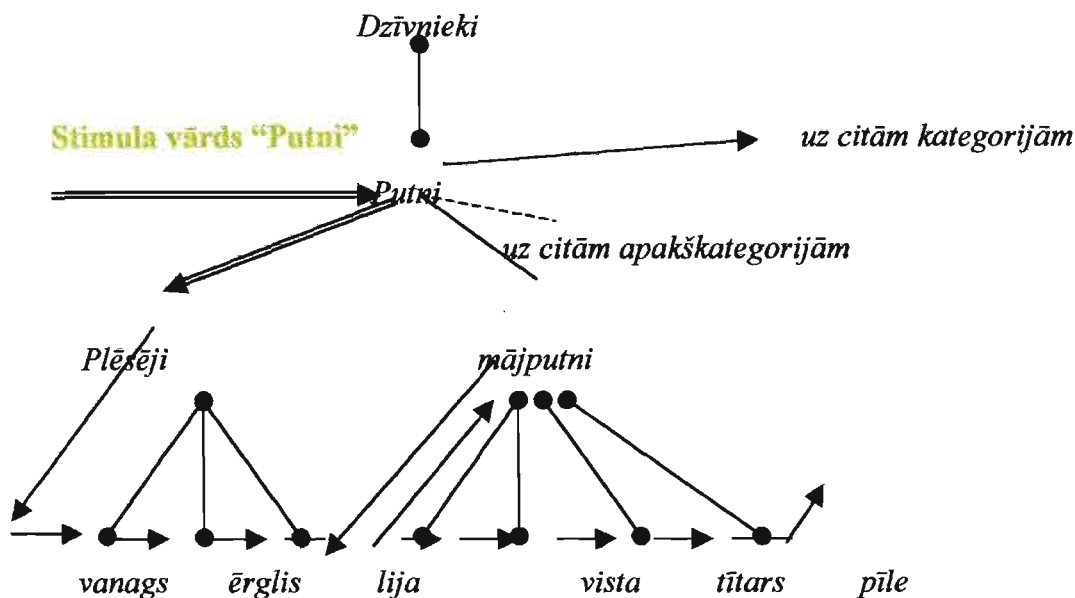 Dzīvnieki
Stimula vārds “Putni”
uz citām kategorijām
Putni
uz citām apakškategorijām
Plēsēji
mājputni
vanags ērglis lija vista tītars pīle